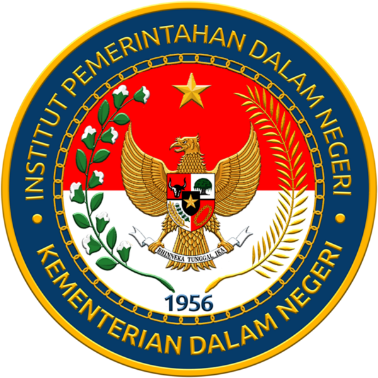 INSTITUT PEMERINTAHAN DALAM NEGERI
BHINNEKA TUNGGAL IKA
1956
KEMENTERIAN DALAM NEGERI